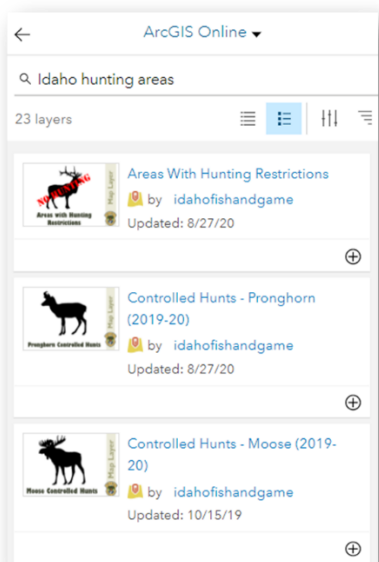 ArcGIS Online
Idaho hunting areas
23 layers
NO HUNTING
Areas with Hunting
Restrictions
Map Layer
Areas With Hunting Restrictions
by idahofishandgame
Updated: 8/27/20
Pronghorn Controlled Hunts
Map Layer
Controlled Hunts - Pronghorn
(2019-20)
by idahofishandgame
Updated: 8/27/20
Moose Controlled Hunts
Map Layer
Controlled Hunts - Moose (2019-
20)
by idahofishandgame
Updated: 10/15/19